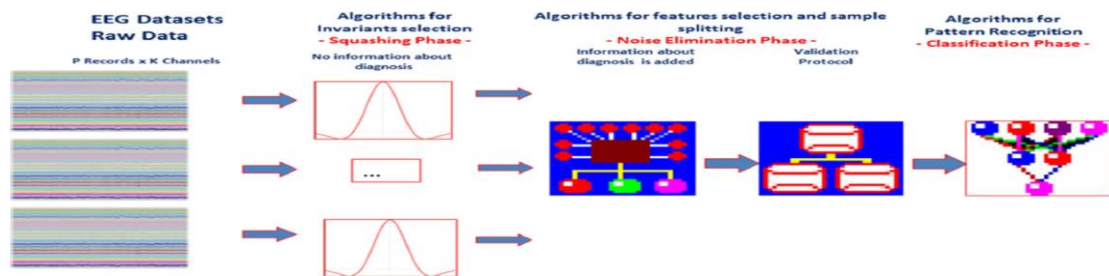 EEG Datasets
Raw Data
P Records x K Channels
Algorithms for
Invariants selection
- Squashing Phase -
No information about
diagnosis
...
Algorithms for features selection and sample
splitting
- Noise Elimination Phase -
Information about
diagnosis is added
Validation
Protocol
Algorithms for
Pattern Recognition
- Classification Phase -